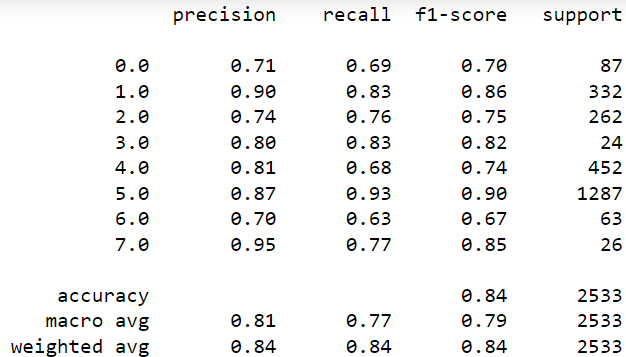 precision recall f1-score support
0.0 0.71 0.69 0.70 87
1.0 0.90 0.83 0.86 332
2.0 0.74 0.76 0.75 262
3.0 0.80 0.83 0.82 24
4.0 0.81 0.68 0.74 452
5.0 0.87 0.93 0.90 1287
6.0 0.70 0.63 0.67 63
7.0 0.95 0.77 0.85 26
accuracy 0.84 2533
macro avg 0.81 0.77 0.79 2533
weighted avg 0.84 0.84 0.84 2533